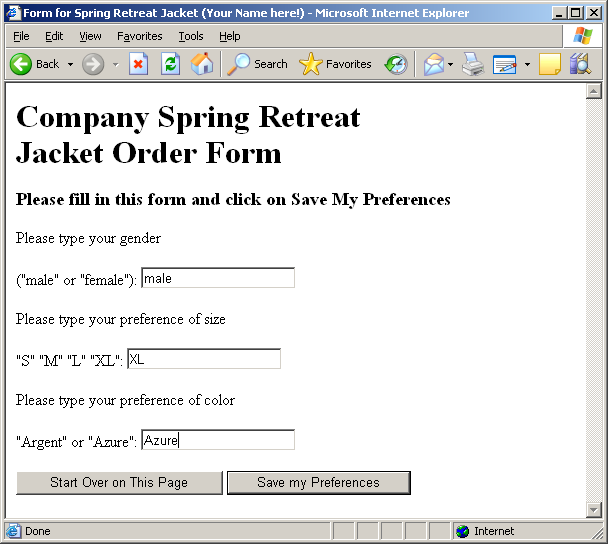 Form for Spring Retreat Jacket (Your Name here!) - Microsoft Internet Explorer
File Edit View Favorites Tools Help
Back Search Favorites
Company Spring Retreat
Jacket Order Form
Please fill in this form and click on Save My Preferences
Please type your gender
("male" or "female"): male
Please type your preference of size
"S" "M" "L" "XL": XL
Please type your preference of color
"Argent" or "Azure": Azure
Start Over on This Page Save my Preferences
Done Internet